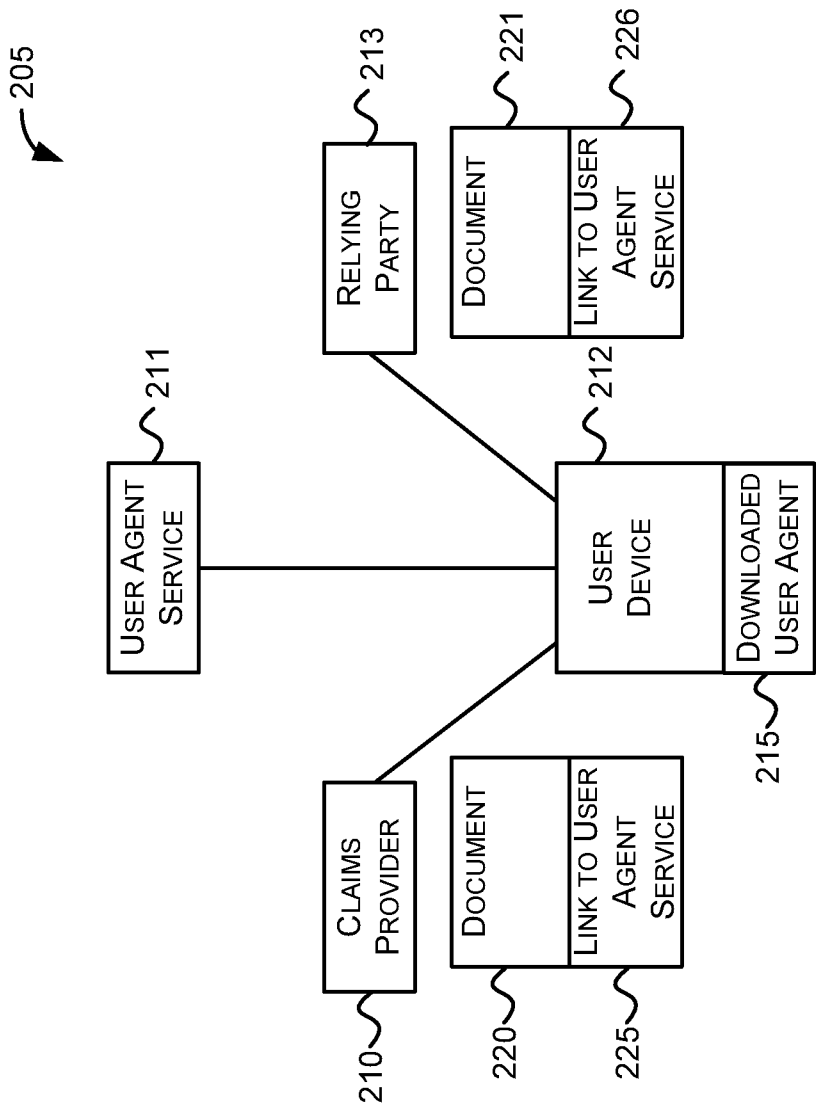 205
USER AGENT
SERVICE
211
CLAIMS
PROVIDER
210
RELYING
PARTY
213
DOCUMENT
220
LINK TO USER
AGENT
SERVICE
225
USER
DEVICE
212
DOWNLOADED
USER AGENT
215
DOCUMENT
221
LINK TO USER
AGENT
SERVICE
226